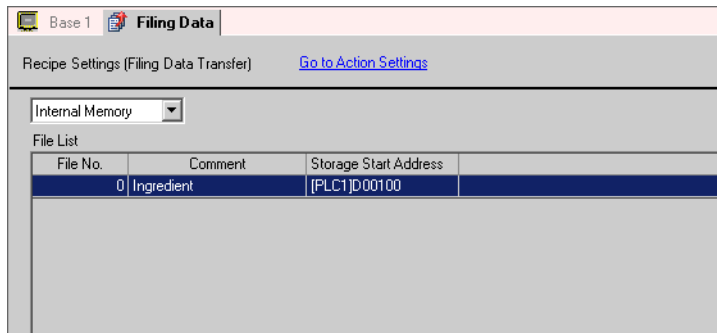 Base 1 Filing Data
Recipe Settings (Filing Data Transfer) Go to Action Settings
Internal Memory
File List
File No. Comment Storage Start Address
0 Ingredient [PLC1]D00100